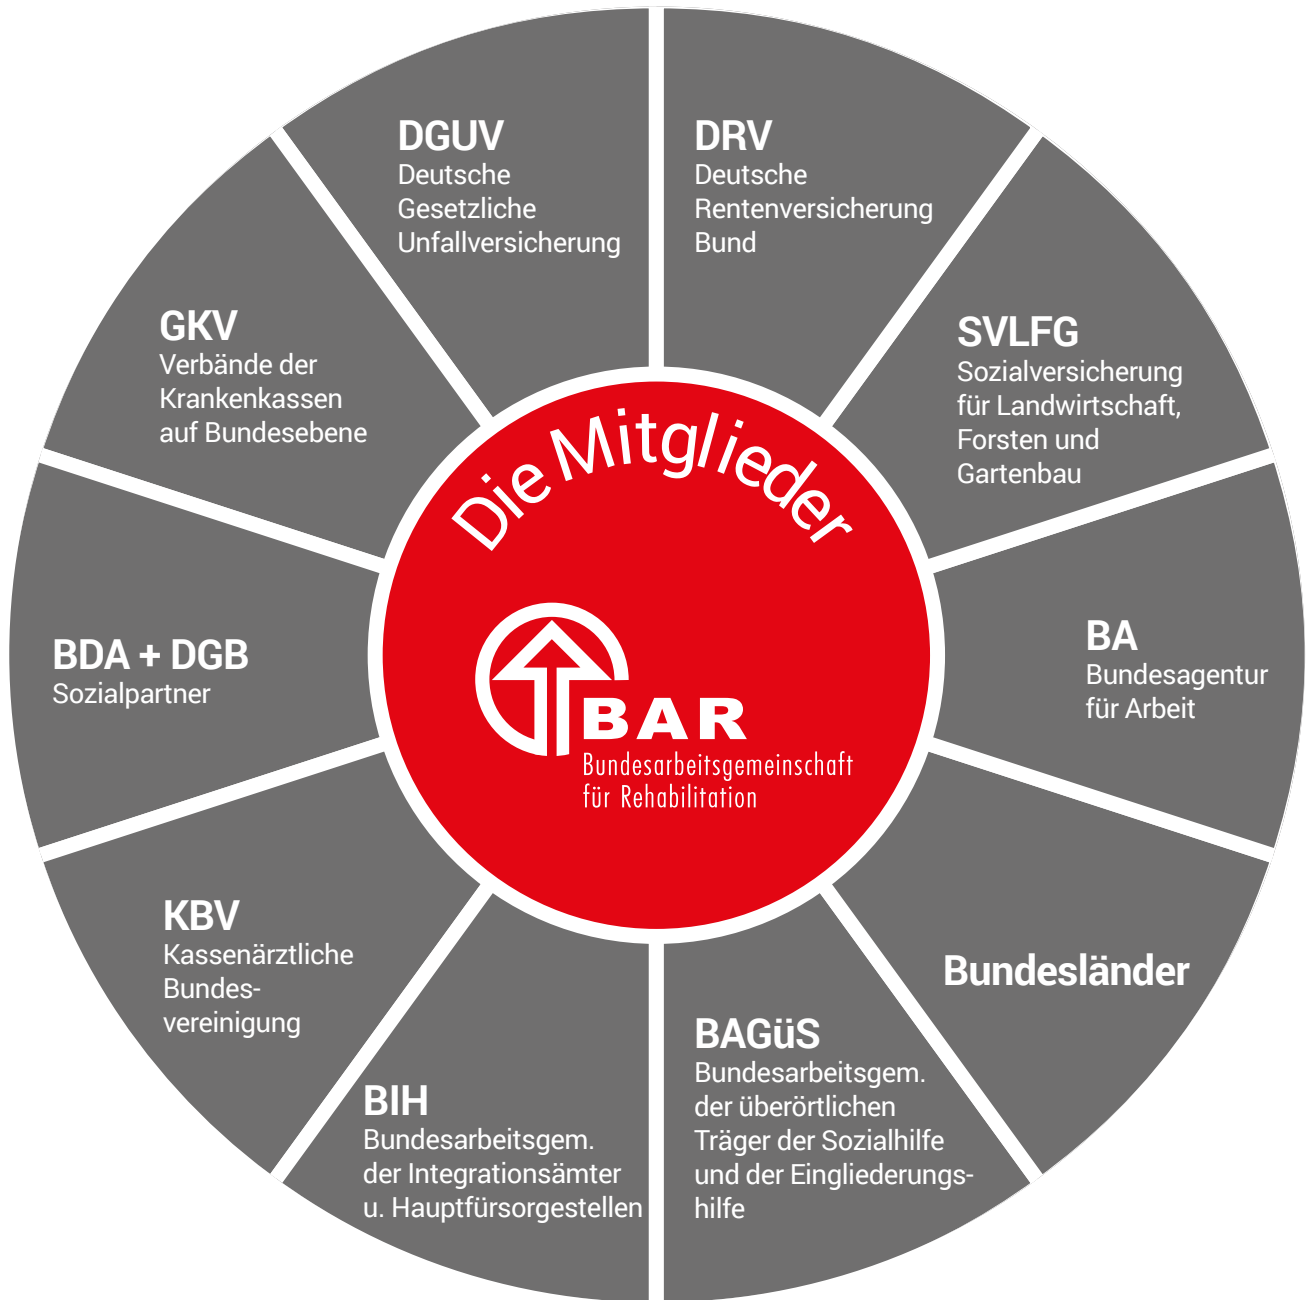 DGUV
Deutsche
Gesetzliche
Unfallversicherung
DRV
Deutsche
Rentenversicherung
Bund
GKV
Verbände der
Krankenkassen
auf Bundesebene
SVLFG
Sozialversicherung
für Landwirtschaft,
Forsten und
Gartenbau
Die Mitglieder
BDA + DGB
Sozialpartner
BAR
Bundesarbeitsgemeinschaft
für Rehabilitation
BA
Bundesagentur
für Arbeit
KBV
Kassenärztliche
Bundes-
vereinigung
Bundesländer
BIH
Bundesarbeitsgem.
der Integrationsämter
u. Hauptfürsorgestellen
BAGüS
Bundesarbeitsgem.
der überörtlichen
Träger der Sozialhilfe
und der Eingliederungs-
hilfe